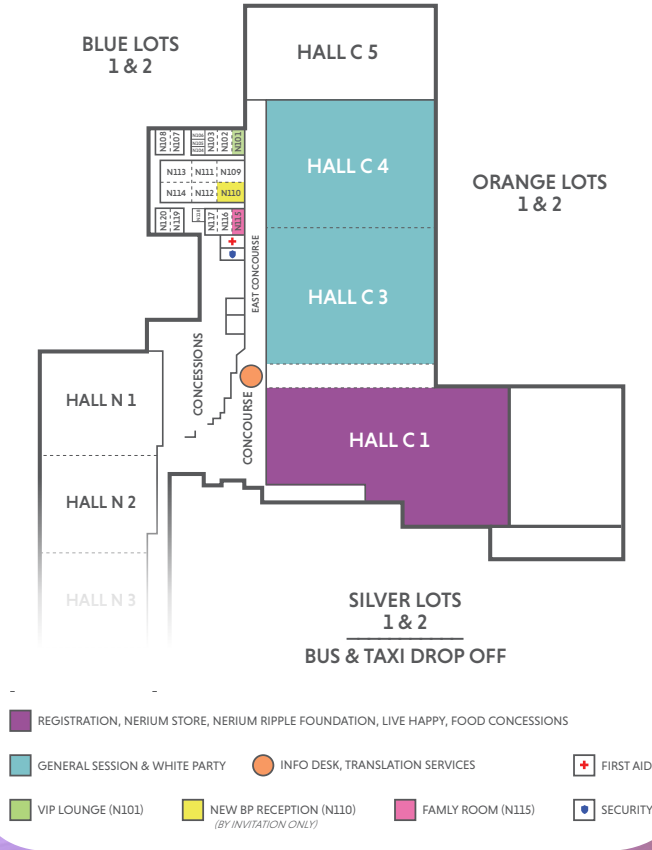 BLUE LOTS
1 & 2
HALL C 5
N108
N107
N106
N105
N104
N103
N102
N101
HALL C 4
N113
N111
N109
N114
N112
N110
ORANGE LOTS
1 & 2
N120
N119
N117
N116
N115
EAST CONCOURSE
HALL C 3
CONCESSIONS
HALL N 1
CONCOURSE
HALL C 1
HALL N 2
HALL N 3
SILVER LOTS
1 & 2
BUS & TAXI DROP OFF
REGISTRATION, NERIUM STORE, NERIUM RIPPLE FOUNDATION, LIVE HAPPY, FOOD CONCESSIONS
GENERAL SESSION & WHITE PARTY
INFO DESK, TRANSLATION SERVICES
FIRST AID
VIP LOUNGE (N101)
NEW BP RECEPTION (N110)
(BY INVITATION ONLY)
FAMLY ROOM (N115)
SECURITY